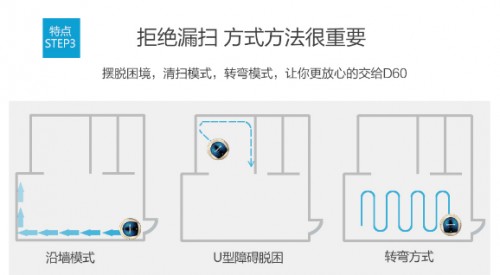 特点
STEP3
拒绝漏扫 方式方法很重要
摆脱困境，清扫模式，转弯模式，让你更放心的交给D60
沿墙模式
U型障碍脱困
转弯方式